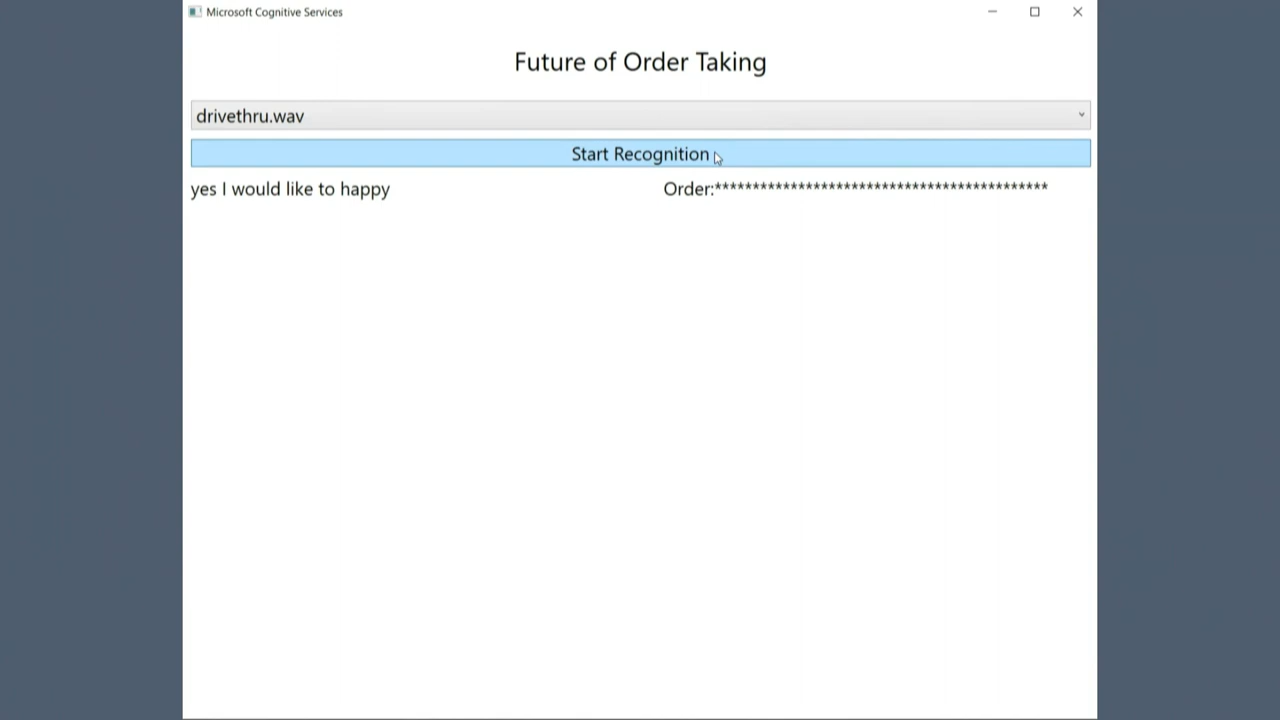 Microsoft Cognitive Services
Future of Order Taking
drivethru.wav
Start Recognition
yes I would like to happy
Order:********************************************